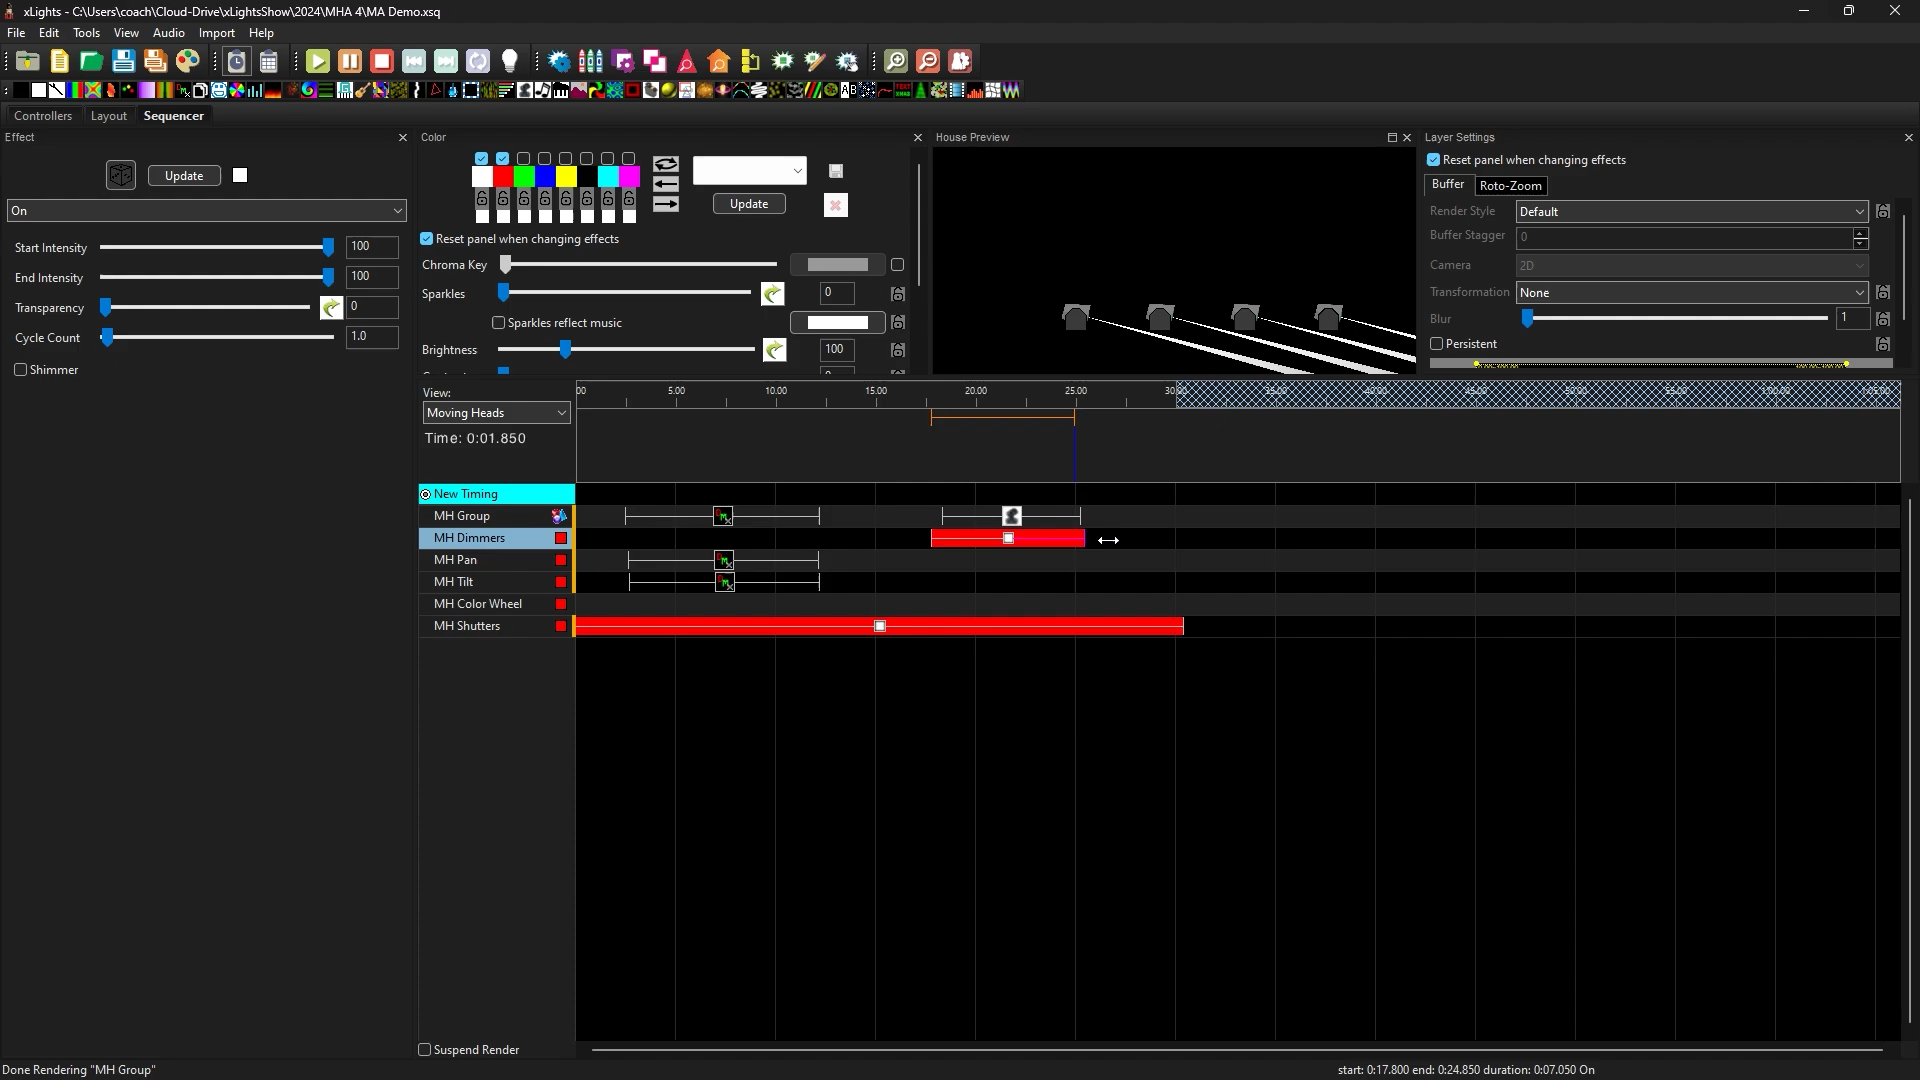 xLights - C:\Users\coach\Cloud-Drive\xLightsShow\2024\MHA 4\MA Demo.xsq
File Edit Tools View Audio Import Help
Controllers Layout Sequencer
Effect
Update
On
Start Intensity 100
End Intensity 100
Transparency 0
Cycle Count 1.0
Shimmer
Color
Update
Reset panel when changing effects
Chroma Key
Sparkles 0
Sparkles reflect music
Brightness 100
House Preview
Layer Settings
Reset panel when changing effects
Buffer Roto-Zoom
Render Style Default
Buffer Stagger 0
Camera 2D
Transformation None
Blur 1
Persistent
View:
Moving Heads
Time: 0:01.850
00 5.00 10.00 15.00 20.00 25.00
New Timing
MH Group
MH Dimmers
MH Pan
MH Tilt
MH Color Wheel
MH Shutters
Suspend Render
Done Rendering "MH Group"
start: 0:17.800 end: 0:24.850 duration: 0:07.050 On